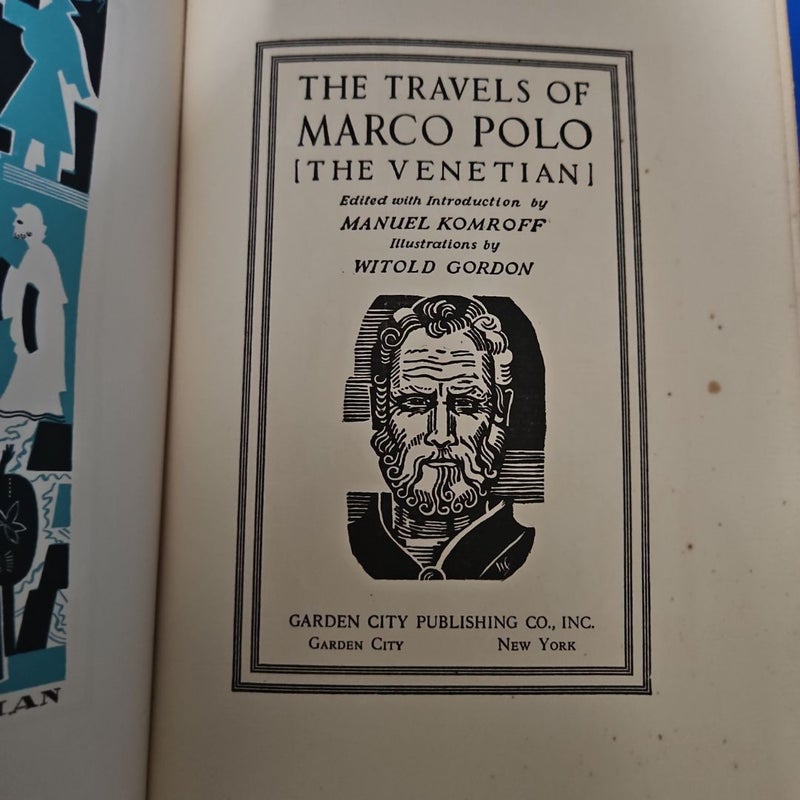 THE TRAVELS OF
MARCO POLO
[THE VENETIAN]
Edited with Introduction by
MANUEL KOMROFF
Illustrations by
WITOLD GORDON
GARDEN CITY PUBLISHING CO., INC.
GARDEN CITY NEW YORK